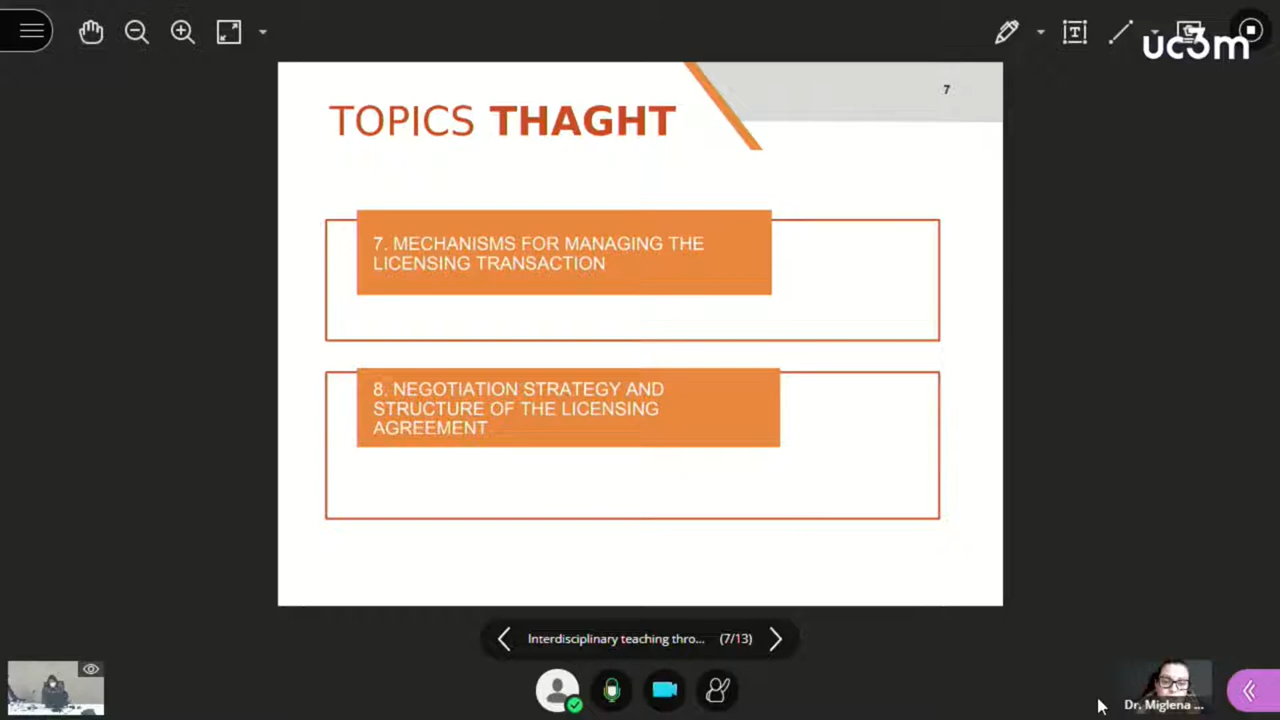 uc3m
7
TOPICS THAGHT
7. MECHANISMS FOR MANAGING THE
LICENSING TRANSACTION
8. NEGOTIATION STRATEGY AND
STRUCTURE OF THE LICENSING
AGREEMENT
Interdisciplinary teaching thro... (7/13)
Dr. Miglena ...